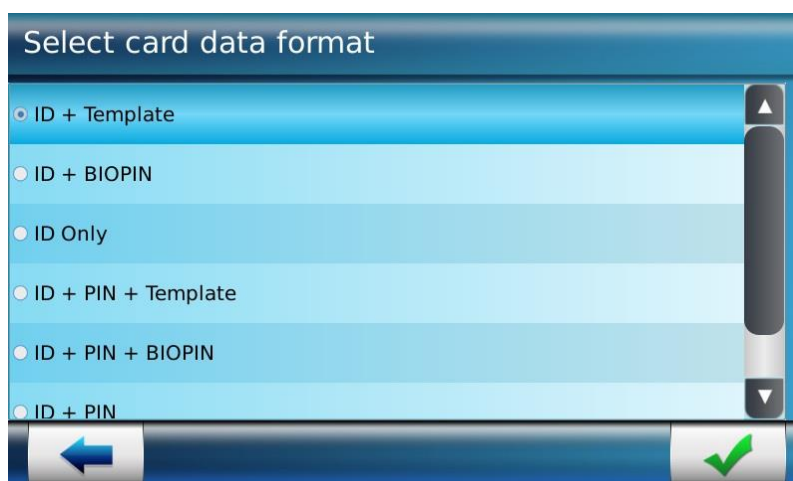 Select card data format
ID + Template
ID + BIOPIN
ID Only
ID + PIN + Template
ID + PIN + BIOPIN
ID + PIN